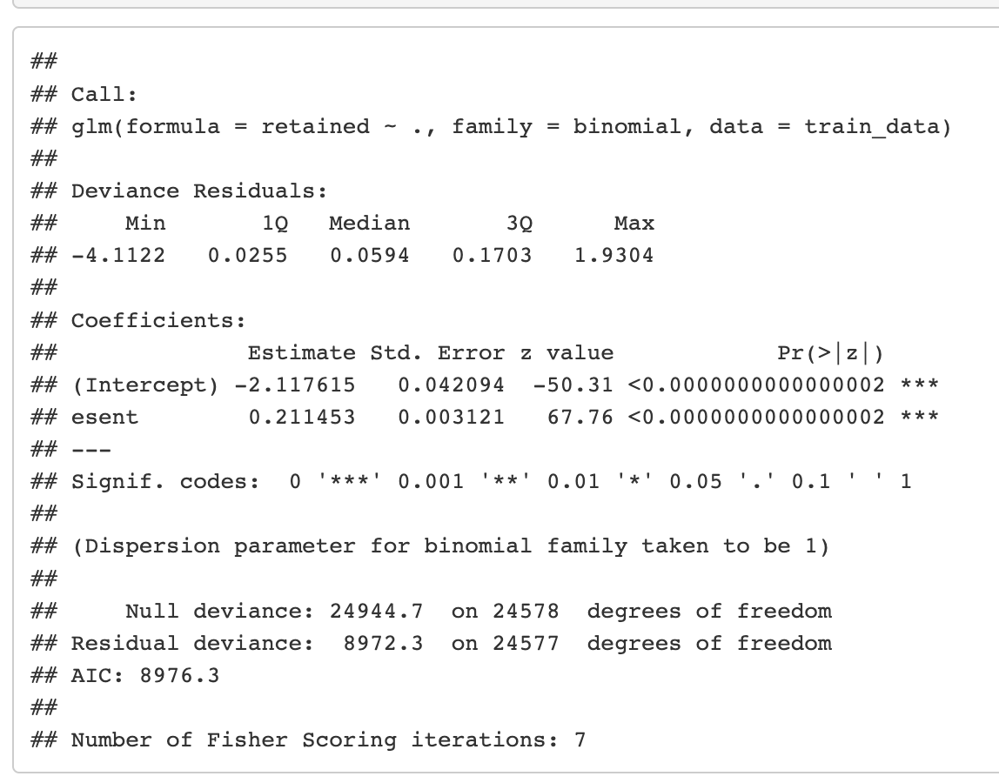 ##
## Call:
## glm(formula = retained ~ ., family = binomial, data = train_data)
##
## Deviance Residuals:
##     Min       1Q   Median       3Q      Max
## -4.1122   0.0255   0.0594   0.1703   1.9304
##
## Coefficients:
##              Estimate Std. Error z value            Pr(>|z|)
## (Intercept) -2.117615   0.042094  -50.31 <0.0000000000000002 ***
## esent        0.211453   0.003121   67.76 <0.0000000000000002 ***
## ---
## Signif. codes:  0 '***' 0.001 '**' 0.01 '*' 0.05 '.' 0.1 ' ' 1
##
## (Dispersion parameter for binomial family taken to be 1)
##
##     Null deviance: 24944.7  on 24578  degrees of freedom
## Residual deviance:  8972.3  on 24577  degrees of freedom
## AIC: 8976.3
##
## Number of Fisher Scoring iterations: 7